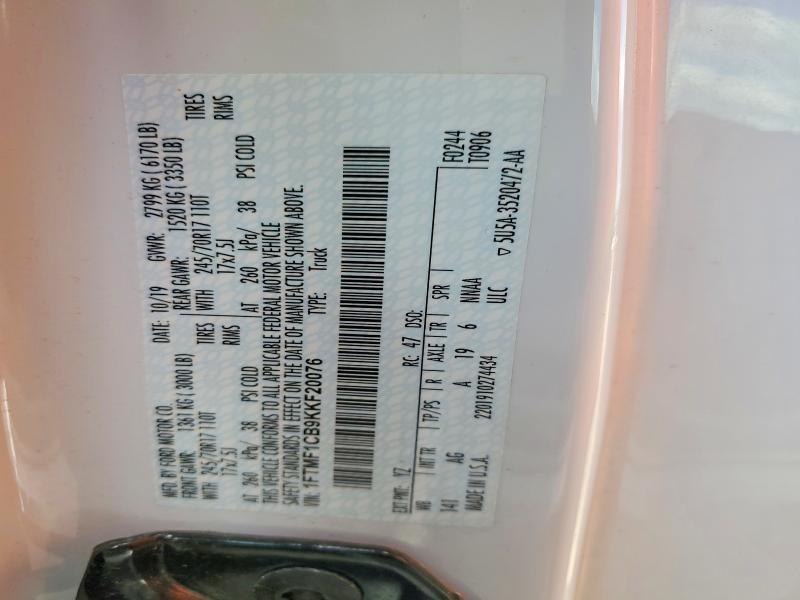 MFD. BY FORD MOTOR CO.
DATE: 10/19 GVWR: 2799 KG ( 6170 LB)
FRONT GAWR: 1361 KG ( 3000 LB) REAR GAWR: 1520 KG ( 3350 LB)
WITH 245/70R17 110T TIRES WITH 245/70R17 110T TIRES
17x7.5J RIMS 17x7.5J RIMS
AT 260 kPa/ 38 PSI COLD AT 260 kPa/ 38 PSI COLD
THIS VEHICLE CONFORMS TO ALL APPLICABLE FEDERAL MOTOR VEHICLE
SAFETY STANDARDS IN EFFECT ON THE DATE OF MANUFACTURE SHOWN ABOVE.
VIN: 1FTMF1CB9KKF20076 TYPE: Truck
F0244
EXT PNT: YZ RC: 47 DSO: T0906
WB INT TR TP/PS R AXLE TR SPR
141 AG A 19 6 NNAA
MADE IN U.S.A. 220191027443​4 ULC
5U5A-3520472-AA